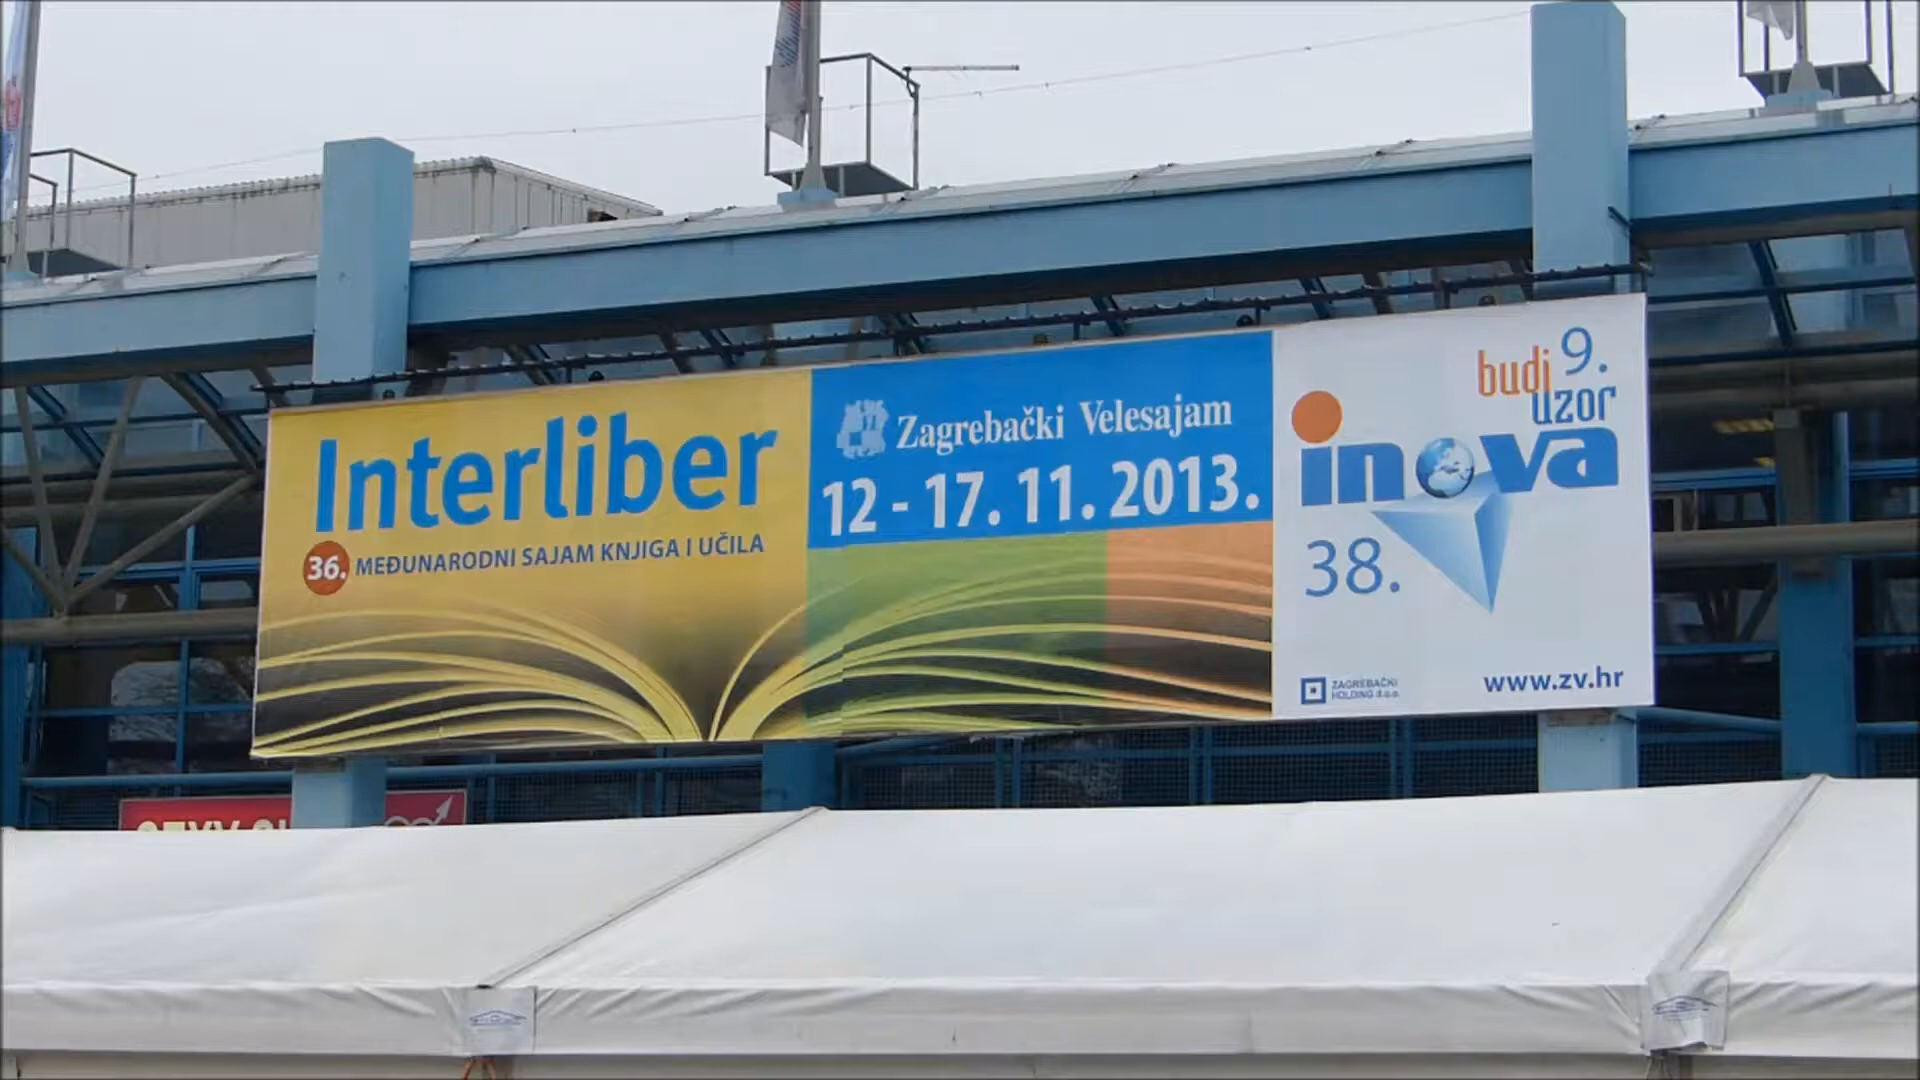 Interliber
36. MEĐUNARODNI SAJAM KNJIGA I UČILA
Zagrebački Velesajam
12 - 17. 11. 2013.
budi 9.
uzor
inova
38.
ZAGREBAČKI
HOLDING d.o.o.
www.zv.hr